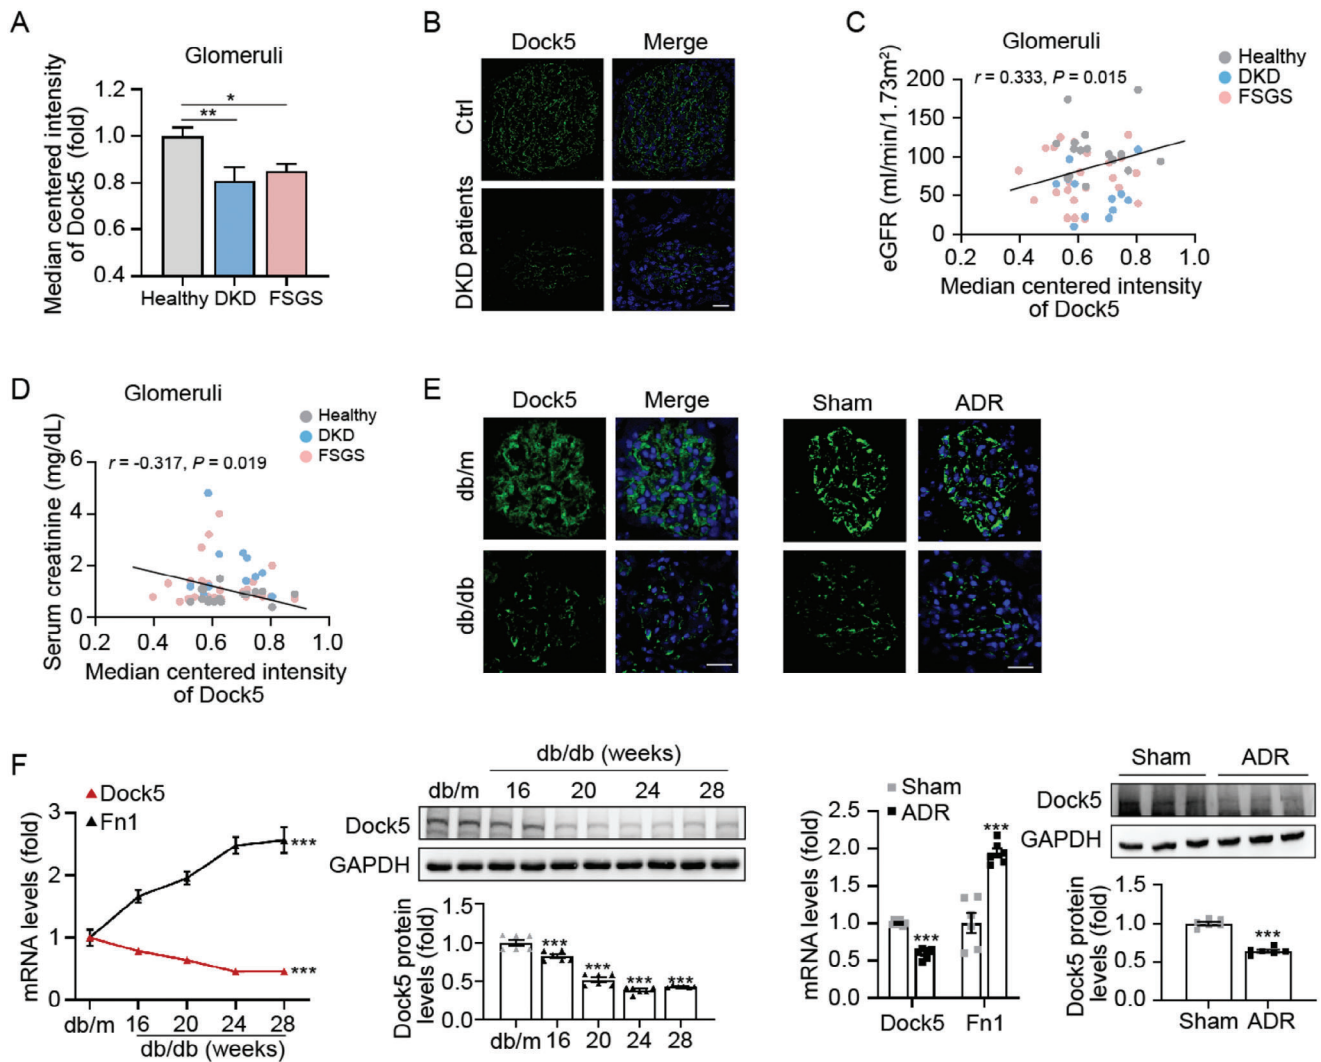 A
Glomeruli
Median centered intensity
of Dock5 (fold)
1.2
1.0
0.8
0.6
0.4
*
**
Healthy DKD FSGS
B
Dock5 Merge
Ctrl
DKD patients
C
Glomeruli
Healthy
DKD
FSGS
r = 0.333, P = 0.015
eGFR (ml/min/1.73m²)
200
150
100
50
0
0.2 0.4 0.6 0.8 1.0
Median centered intensity
of Dock5
D
Glomeruli
Healthy
DKD
FSGS
r = -0.317, P = 0.019
Serum creatinine (mg/dL)
6
4
2
0
0.2 0.4 0.6 0.8 1.0
Median centered intensity
of Dock5
E
Dock5 Merge
db/m
db/db
Sham ADR
F
Dock5
Fn1
mRNA levels (fold)
3
2
1
0
***
***
db/m 16 20 24 28
db/db (weeks)
db/db (weeks)
db/m 16 20 24 28
Dock5
GAPDH
Dock5 protein
levels (fold)
1.5
1.0
0.5
0.0
*** *** *** ***
db/m 16 20 24 28
Sham
ADR
mRNA levels (fold)
2.5
2.0
1.5
1.0
0.5
0.0
*** ***
Dock5 Fn1
Sham ADR
Dock5
GAPDH
Dock5 protein
levels (fold)
1.5
1.0
0.5
0.0
***
Sham ADR